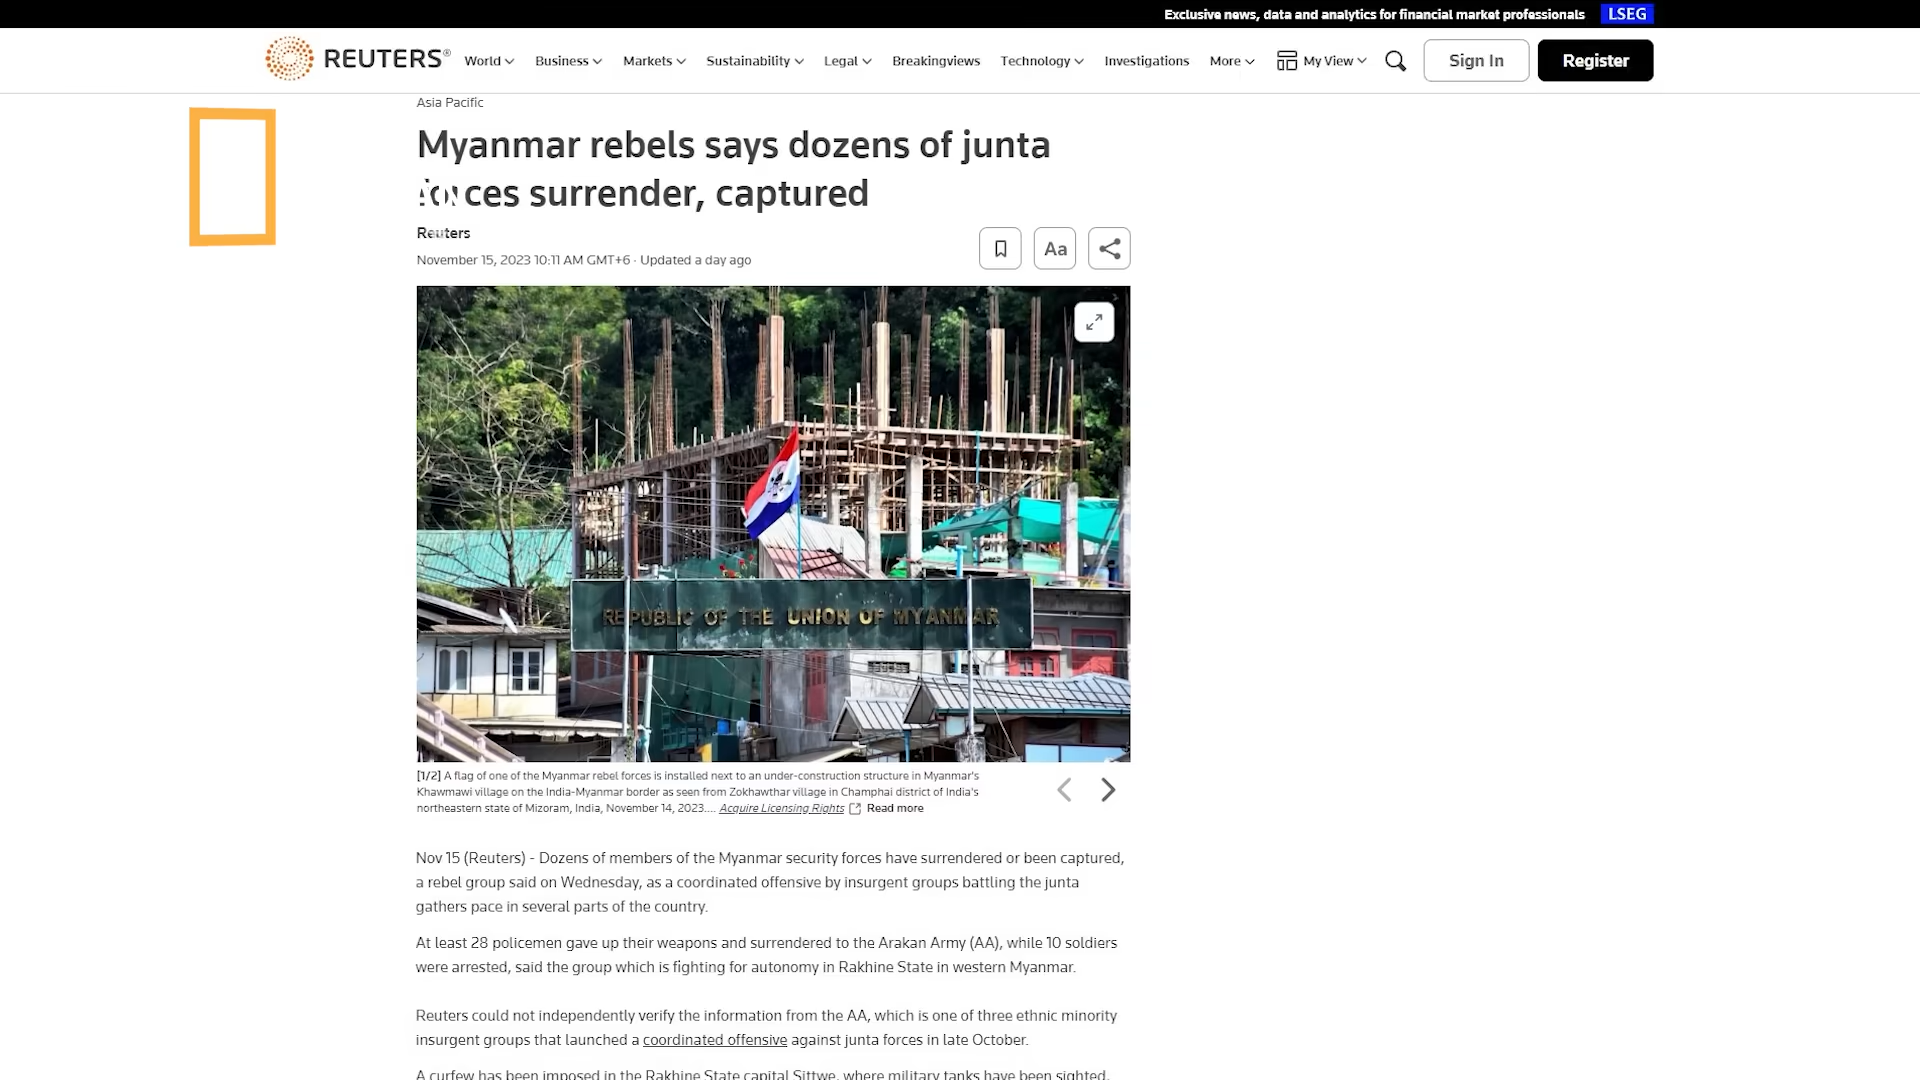 Exclusive news, data and analytics for financial market professionals LSEG
REUTERS® World Business Markets Sustainability Legal Breakingviews Technology Investigations More My View Sign In Register
Asia Pacific
Myanmar rebels says dozens of junta
forces surrender, captured
Reuters
November 15, 2023 10:11 AM GMT+6 · Updated a day ago
Aa
REPUBLIC OF THE UNION OF MYANMAR
[1/2] A flag of one of the Myanmar rebel forces is installed next to an under-construction structure in Myanmar's
Khawmawi village on the India-Myanmar border as seen from Zokhawthar village in Champhai district of India's
northeastern state of Mizoram, India, November 14, 2023.... Acquire Licensing Rights Read more
Nov 15 (Reuters) - Dozens of members of the Myanmar security forces have surrendered or been captured,
a rebel group said on Wednesday, as a coordinated offensive by insurgent groups battling the junta
gathers pace in several parts of the country.
At least 28 policemen gave up their weapons and surrendered to the Arakan Army (AA), while 10 soldiers
were arrested, said the group which is fighting for autonomy in Rakhine State in western Myanmar.
Reuters could not independently verify the information from the AA, which is one of three ethnic minority
insurgent groups that launched a coordinated offensive against junta forces in late October.
A curfew has been imposed in the Rakhine State capital Sittwe, where military tanks have been sighted,